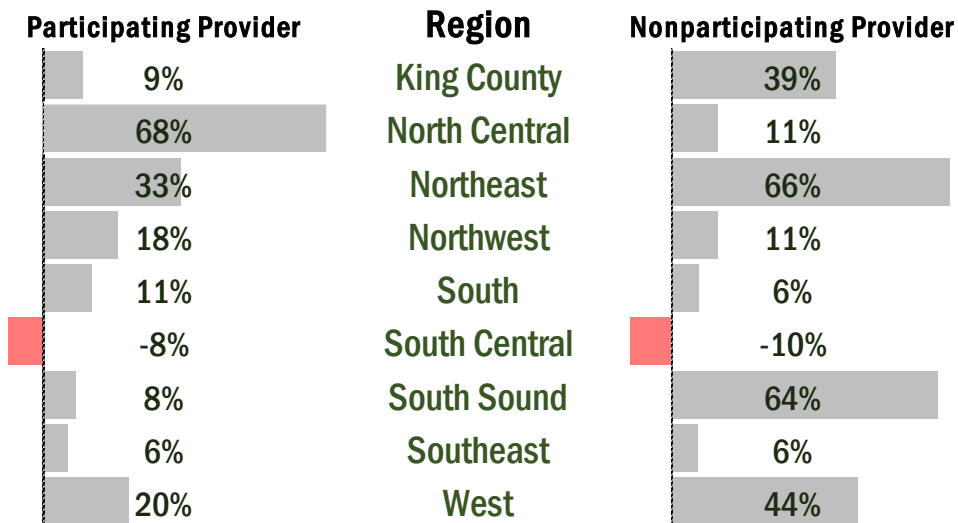 Participating Provider Region Nonparticipating Provider
9% King County 39%
68% North Central 11%
33% Northeast 66%
18% Northwest 11%
11% South 6%
-8% South Central -10%
8% South Sound 64%
6% Southeast 6%
20% West 44%